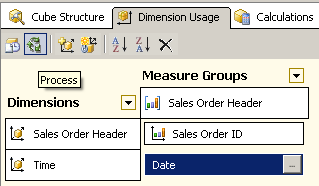 Cube Structure Dimension Usage Calculations
Process
Measure Groups
Dimensions
Sales Order Header
Sales Order Header Sales Order ID
Time Date ...